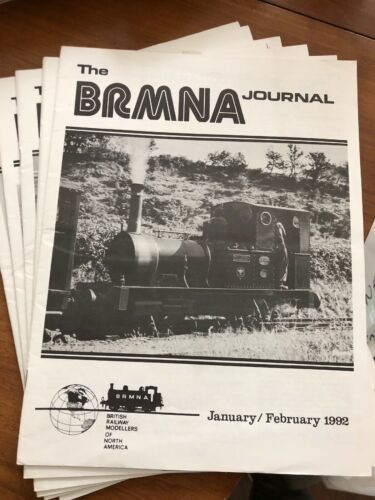 The
BRMNA JOURNAL
BRMNA
BRITISH
RAILWAY
MODELLERS
OF
NORTH
AMERICA
January/February 1992